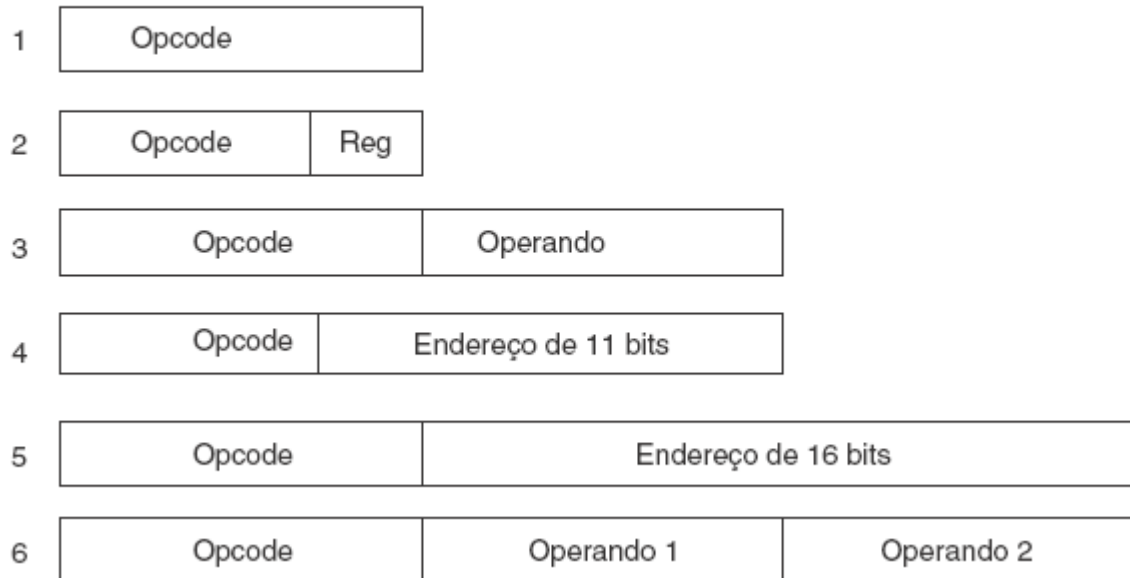 1 Opcode
2 Opcode Reg
3 Opcode Operando
4 Opcode Endereço de 11 bits
5 Opcode Endereço de 16 bits
6 Opcode Operando 1 Operando 2